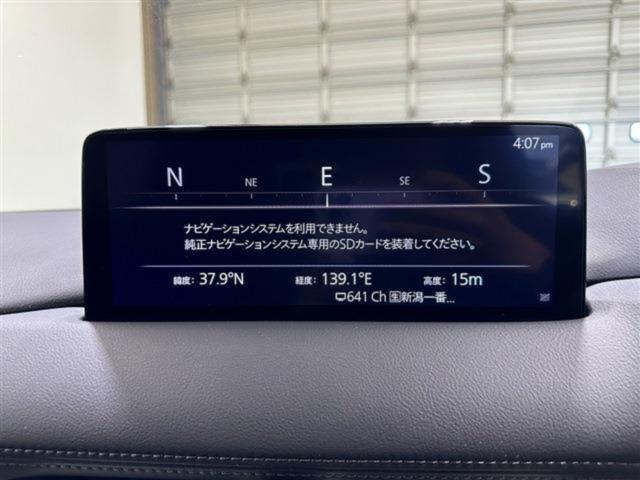 4:07pm
N NE E SE S
ナビゲーションシステムを利用できません。
純正ナビゲーションシステム専用のSDカードを装着してください。
緯度: 37.9°N 経度: 139.1°E 高度: 15m
641 Ch 新潟一番...